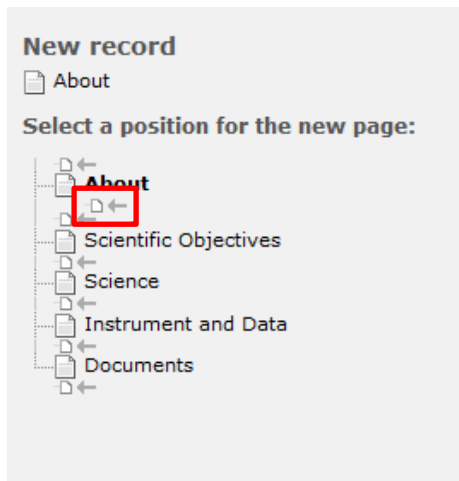 New record
About
Select a position for the new page:
About
Scientific Objectives
Science
Instrument and Data
Documents